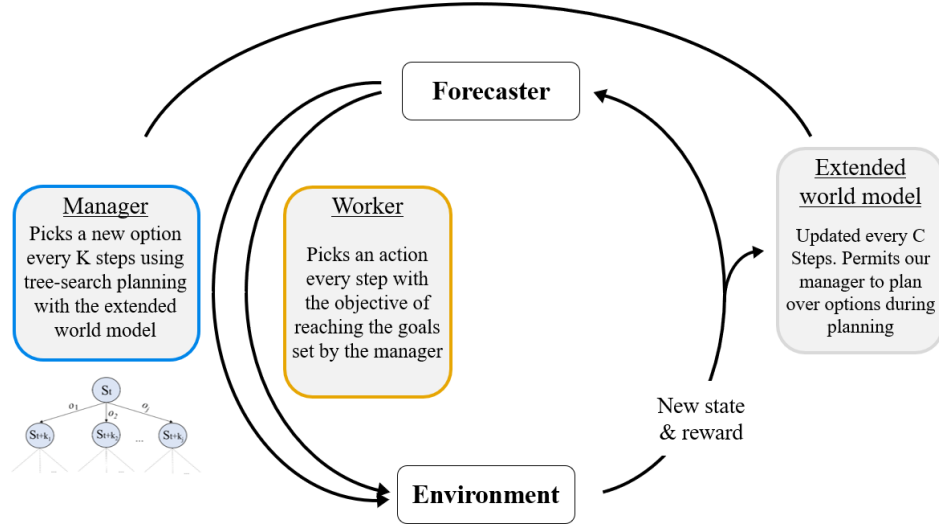 Forecaster
Manager
Picks a new option
every K steps using
tree-search planning
with the extended
world model
Worker
Picks an action
every step with
the objective of
reaching the goals
set by the manager
Extended
world model
Updated every C
Steps. Permits our
manager to plan
over options during
planning
St
o1
o2
oj
St+k1
St+k2
...
St+kj
...
...
New state
& reward
Environment